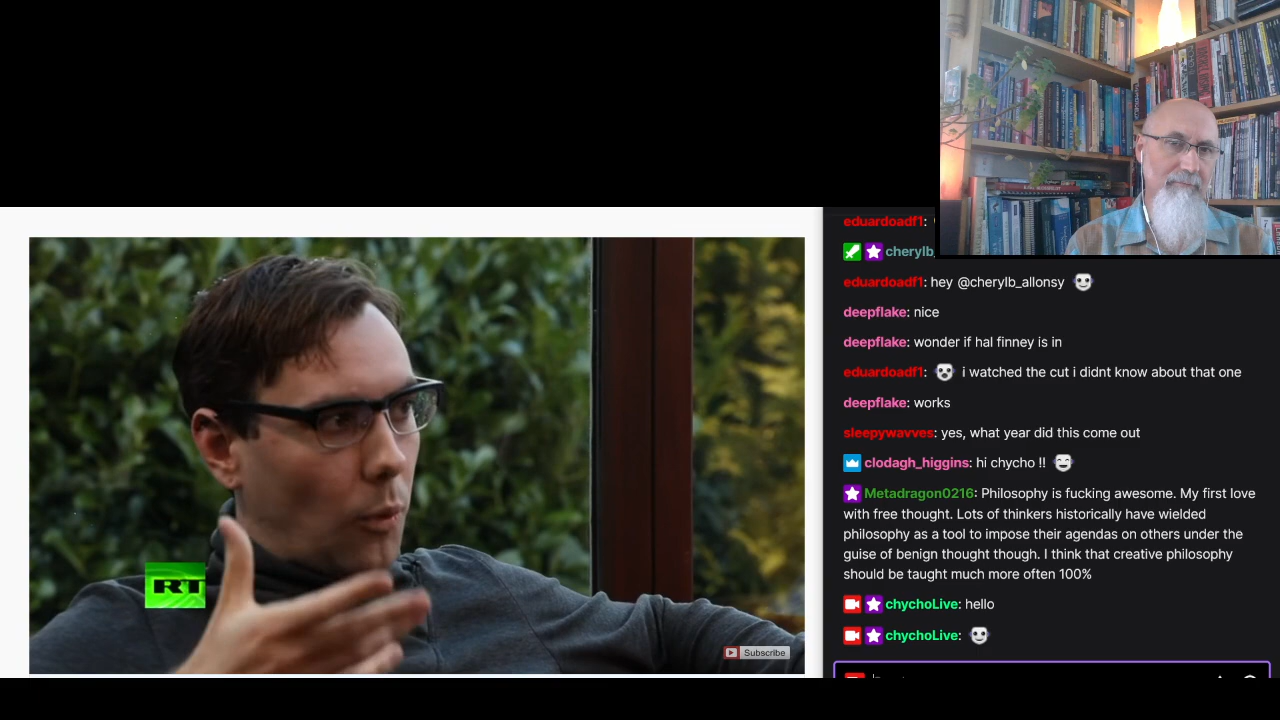 eduardoadf1:
cherylb
eduardoadf1: hey @cherylb_allonsy
deepflake: nice
deepflake: wonder if hal finney is in
eduardoadf1: i watched the cut i didnt know about that one
deepflake: works
sleepywavves: yes, what year did this come out
clodagh_higgins: hi chycho !!
Metadragon0216: Philosophy is fucking awesome. My first love
with free thought. Lots of thinkers historically have wielded
philosophy as a tool to impose their agendas on others under the
guise of benign thought though. I think that creative philosophy
should be taught much more often 100%
chychoLive: hello
chychoLive:
RT
Subscribe